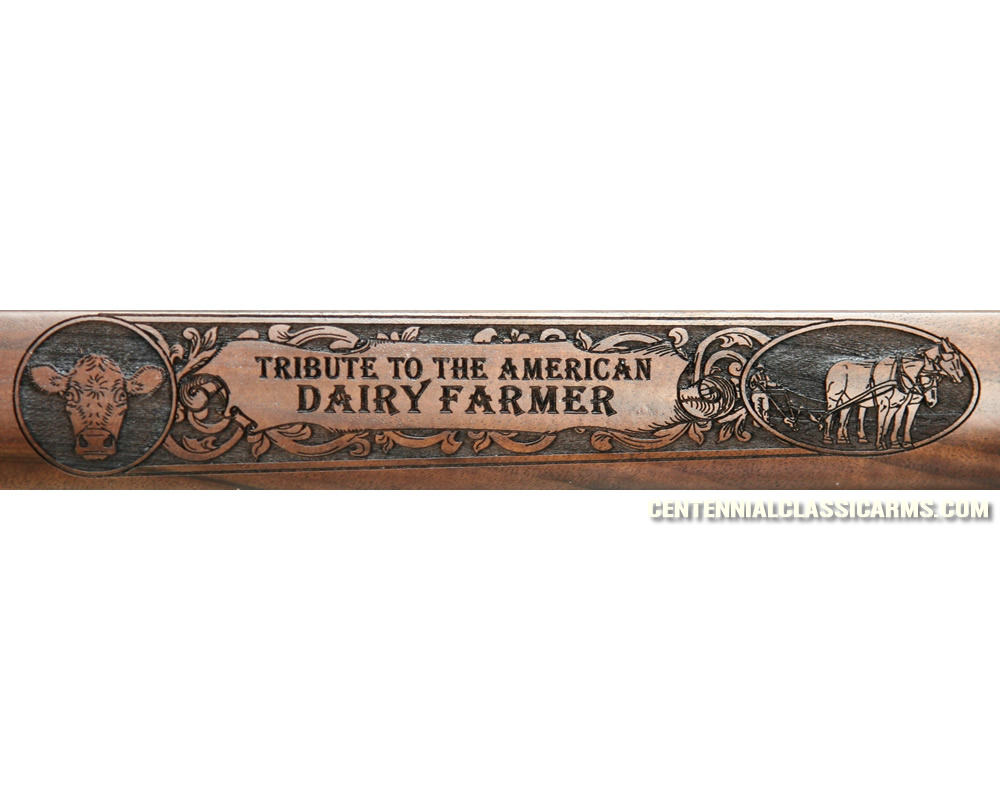 TRIBUTE TO THE AMERICAN
DAIRY FARMER
CENTENNIALCLASSICARMS.COM